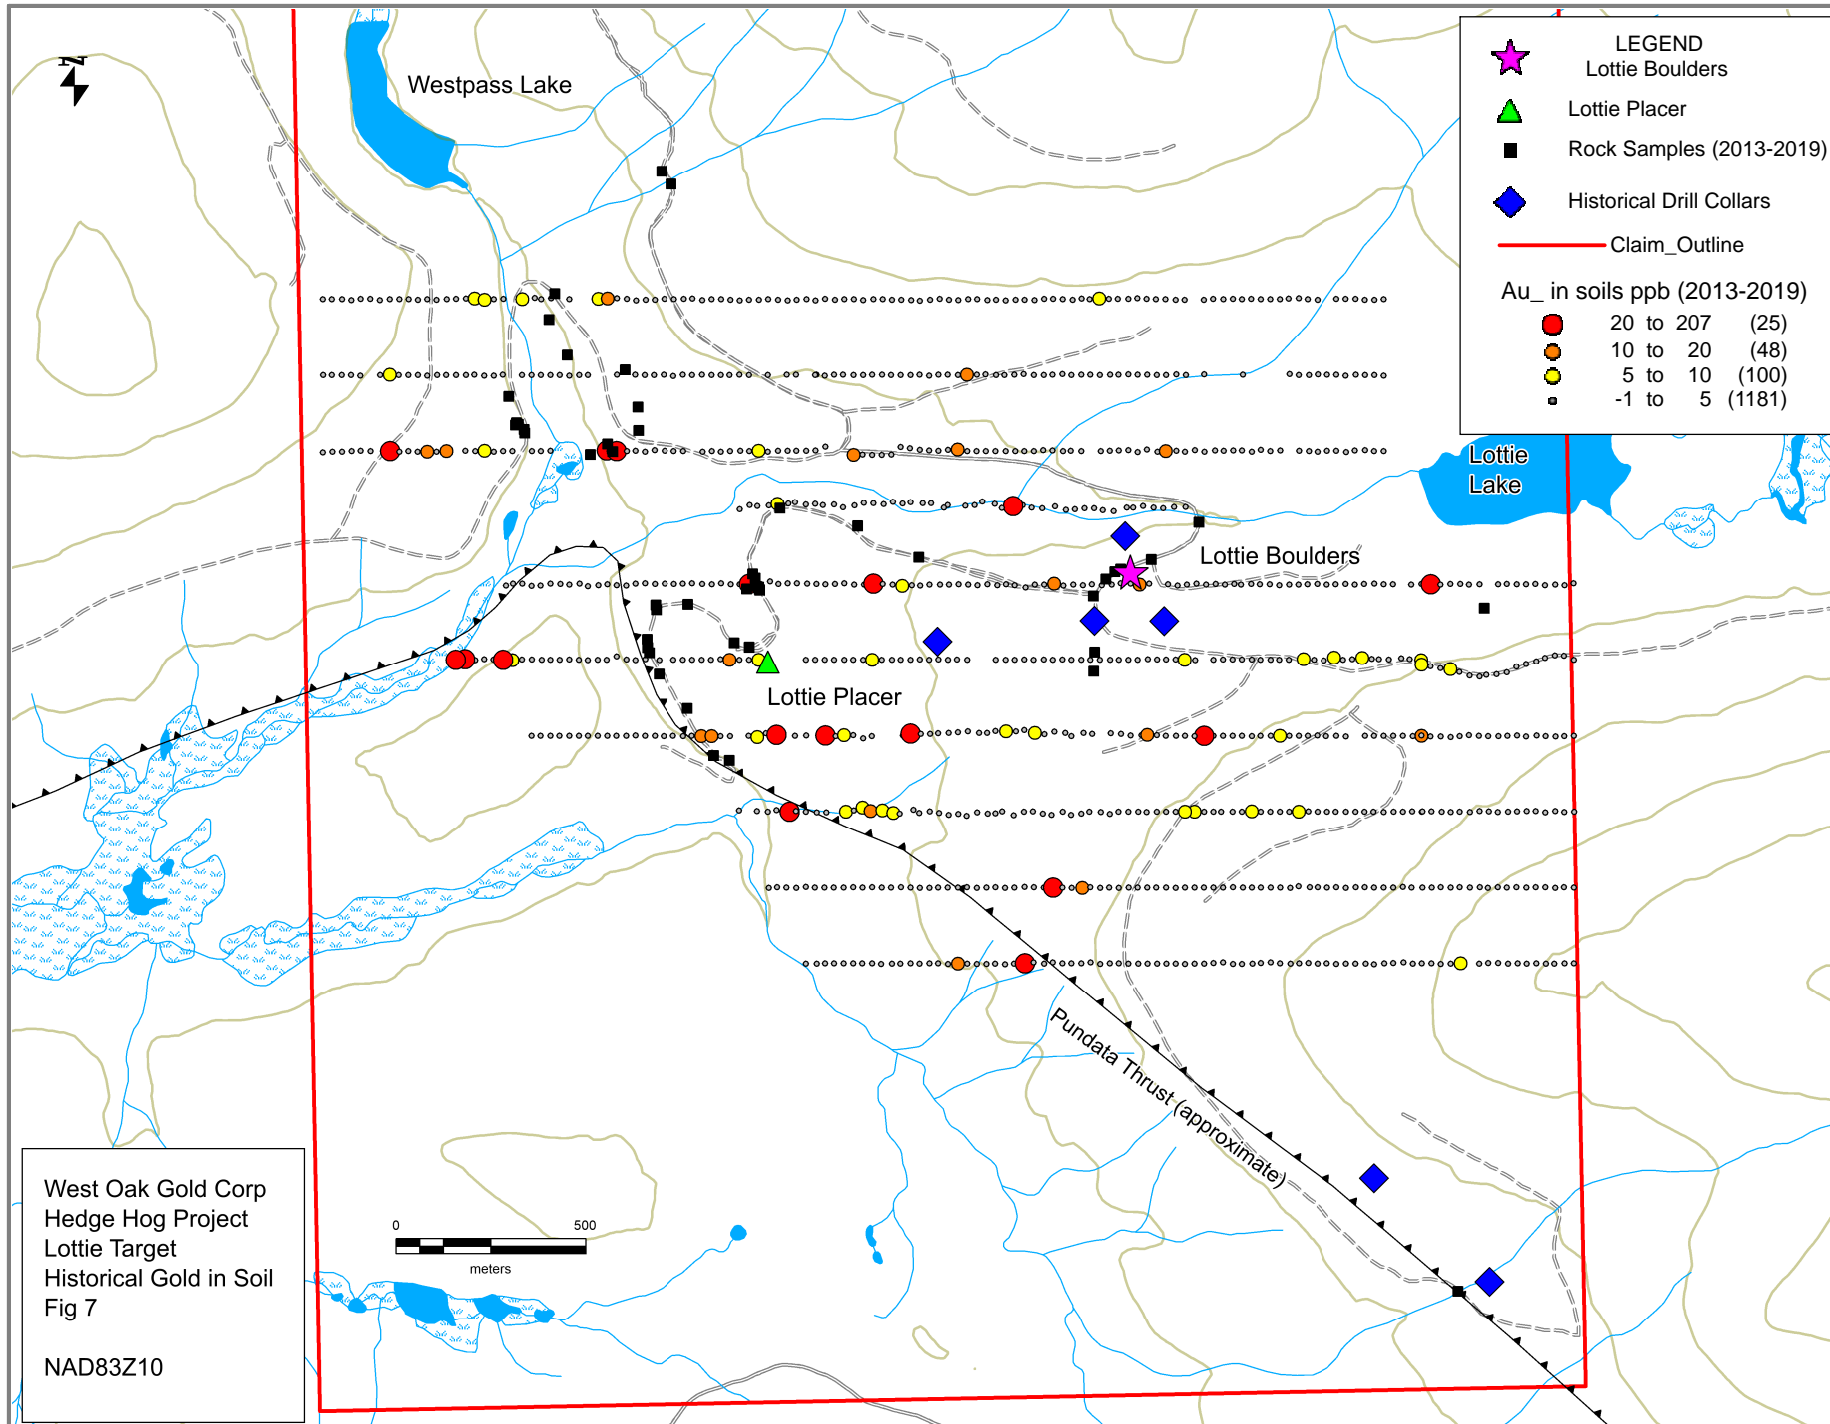 N
Westpass Lake
LEGEND
Lottie Boulders
Lottie Placer
Rock Samples (2013-2019)
Historical Drill Collars
Claim_Outline
Au_ in soils ppb (2013-2019)
20 to 207 (25)
10 to 20 (48)
5 to 10 (100)
-1 to 5 (1181)
Lottie
Lake
Lottie Boulders
Lottie Placer
Pundata Thrust (approximate)
West Oak Gold Corp
Hedge Hog Project
Lottie Target
Historical Gold in Soil
Fig 7
NAD83Z10
0 500
meters